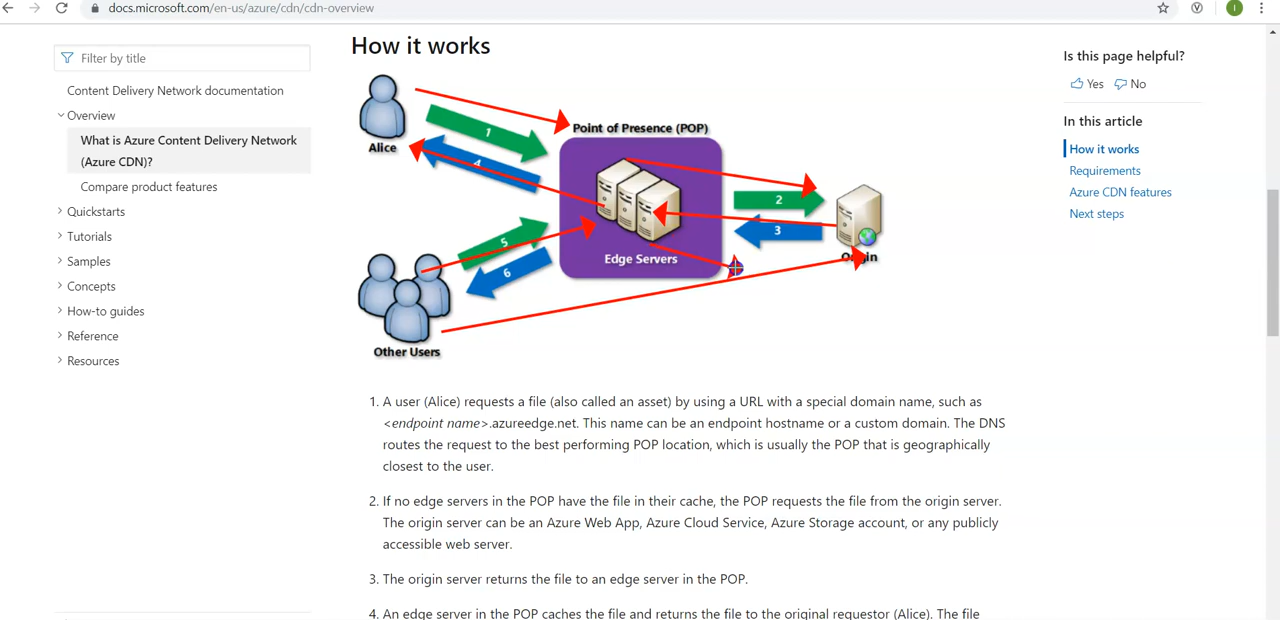 docs.microsoft.com/en-us/azure/cdn/cdn-overview
I
Filter by title
Content Delivery Network documentation
Overview
What is Azure Content Delivery Network
(Azure CDN)?
Compare product features
Quickstarts
Tutorials
Samples
Concepts
How-to guides
Reference
Resources
How it works
Alice
1
4
Point of Presence (POP)
2
3
Edge Servers
Origin
5
6
Other Users
1. A user (Alice) requests a file (also called an asset) by using a URL with a special domain name, such as
<endpoint name>.azureedge.net. This name can be an endpoint hostname or a custom domain. The DNS
routes the request to the best performing POP location, which is usually the POP that is geographically
closest to the user.
2. If no edge servers in the POP have the file in their cache, the POP requests the file from the origin server.
The origin server can be an Azure Web App, Azure Cloud Service, Azure Storage account, or any publicly
accessible web server.
3. The origin server returns the file to an edge server in the POP.
4. An edge server in the POP caches the file and returns the file to the original requestor (Alice). The file
Is this page helpful?
Yes No
In this article
How it works
Requirements
Azure CDN features
Next steps